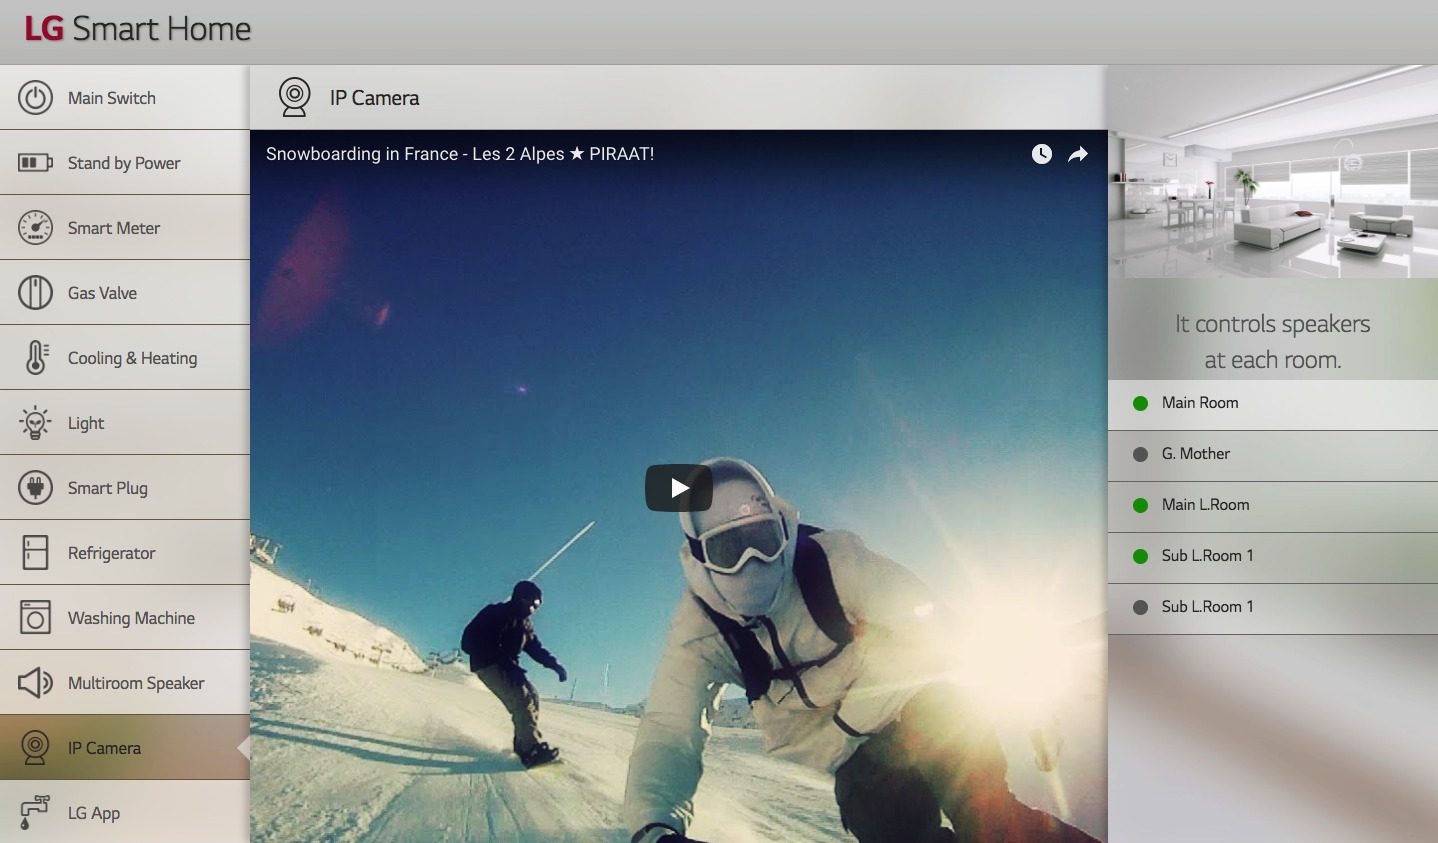 LG Smart Home
Main Switch
Stand by Power
Smart Meter
Gas Valve
Cooling & Heating
Light
Smart Plug
Refrigerator
Washing Machine
Multiroom Speaker
IP Camera
LG App
IP Camera
Snowboarding in France - Les 2 Alpes ★ PIRAAT!
It controls speakers
at each room.
Main Room
G. Mother
Main L.Room
Sub L.Room 1
Sub L.Room 1